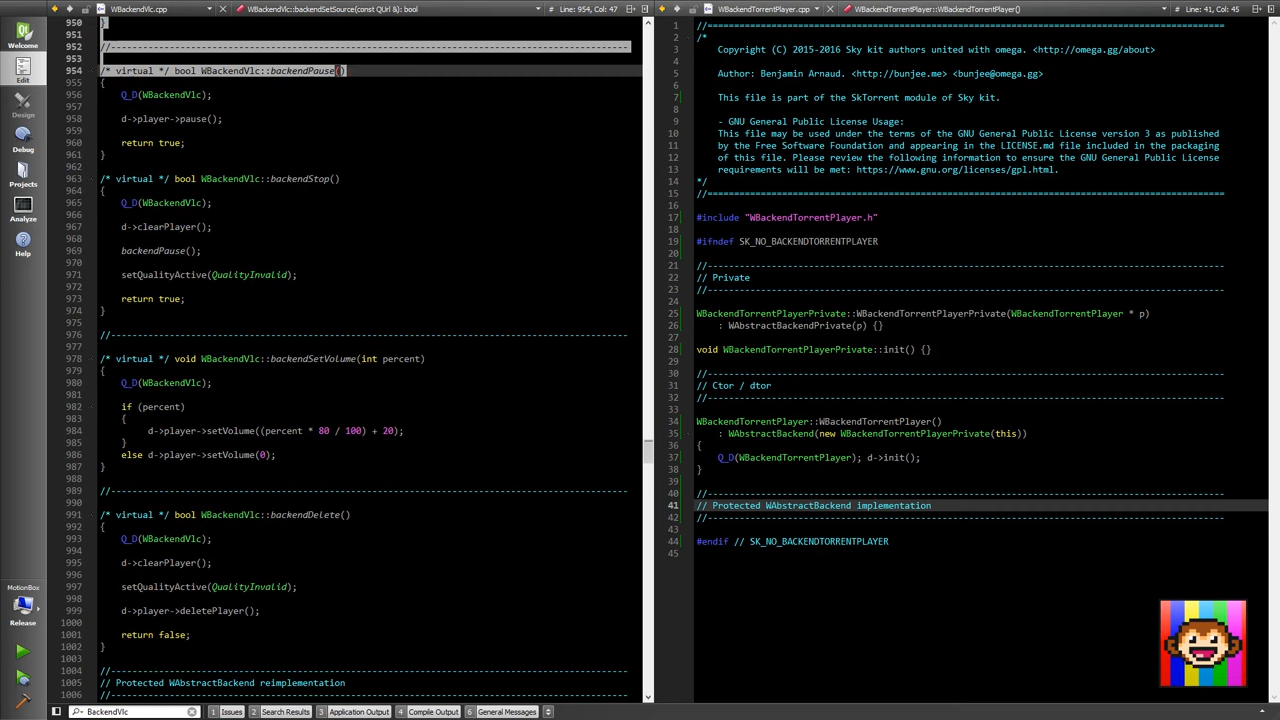 WBackendVlc.cpp
WBackendVlc::backendSetSource(const QUrl &): bool
Line: 954, Col: 47
WBackendTorrentPlayer.cpp
WBackendTorrentPlayer::WBackendTorrentPlayer()
Line: 41, Col: 45
Welcome
Edit
Design
Debug
Projects
Analyze
Help
MotionBox
Release
950 }
951
952 //--------------------------------------------------------------------------------------------------
953
954 /* virtual */ bool WBackendVlc::backendPause()
955 {
956 Q_D(WBackendVlc);
957
958 d->player->pause();
959
960 return true;
961 }
962
963 /* virtual */ bool WBackendVlc::backendStop()
964 {
965 Q_D(WBackendVlc);
966
967 d->clearPlayer();
968
969 backendPause();
970
971 setQualityActive(QualityInvalid);
972
973 return true;
974 }
975
976 //--------------------------------------------------------------------------------------------------
977
978 /* virtual */ void WBackendVlc::backendSetVolume(int percent)
979 {
980 Q_D(WBackendVlc);
981
982 if (percent)
983 {
984 d->player->setVolume((percent * 80 / 100) + 20);
985 }
986 else d->player->setVolume(0);
987 }
988
989 //--------------------------------------------------------------------------------------------------
990
991 /* virtual */ bool WBackendVlc::backendDelete()
992 {
993 Q_D(WBackendVlc);
994
995 d->clearPlayer();
996
997 setQualityActive(QualityInvalid);
998
999 d->player->deletePlayer();
1000
1001 return false;
1002 }
1003
1004 //--------------------------------------------------------------------------------------------------
1005 // Protected WAbstractBackend reimplementation
1006 //--------------------------------------------------------------------------------------------------
1 //=================================================================================================
2 /*
3 Copyright (C) 2015-2016 Sky kit authors united with omega. <http://omega.gg/about>
4
5 Author: Benjamin Arnaud. <http://bunjee.me> <bunjee@omega.gg>
6
7 This file is part of the SkTorrent module of Sky kit.
8
9 - GNU General Public License Usage:
10 This file may be used under the terms of the GNU General Public License version 3 as published
11 by the Free Software Foundation and appearing in the LICENSE.md file included in the packaging
12 of this file. Please review the following information to ensure the GNU General Public License
13 requirements will be met: https://www.gnu.org/licenses/gpl.html.
14 */
15 //=================================================================================================
16
17 #include "WBackendTorrentPlayer.h"
18
19 #ifndef SK_NO_BACKENDTORRENTPLAYER
20
21 //-------------------------------------------------------------------------------------------------
22 // Private
23 //-------------------------------------------------------------------------------------------------
24
25 WBackendTorrentPlayerPrivate::WBackendTorrentPlayerPrivate(WBackendTorrentPlayer * p)
26 : WAbstractBackendPrivate(p) {}
27
28 void WBackendTorrentPlayerPrivate::init() {}
29
30 //-------------------------------------------------------------------------------------------------
31 // Ctor / dtor
32 //-------------------------------------------------------------------------------------------------
33
34 WBackendTorrentPlayer::WBackendTorrentPlayer()
35 : WAbstractBackend(new WBackendTorrentPlayerPrivate(this))
36 {
37 Q_D(WBackendTorrentPlayer); d->init();
38 }
39
40 //-------------------------------------------------------------------------------------------------
41 // Protected WAbstractBackend implementation
42 //-------------------------------------------------------------------------------------------------
43
44 #endif // SK_NO_BACKENDTORRENTPLAYER
45
BackendVlc
1 Issues
2 Search Results
3 Application Output
4 Compile Output
6 General Messages